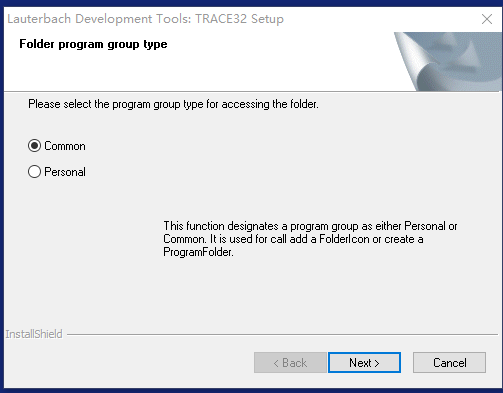 Lauterbach Development Tools: TRACE32 Setup
Folder program group type
Please select the program group type for accessing the folder.
Common
Personal
This function designates a program group as either Personal or
Common. It is used for call add a FolderIcon or create a
ProgramFolder.
InstallShield
< Back
Next >
Cancel